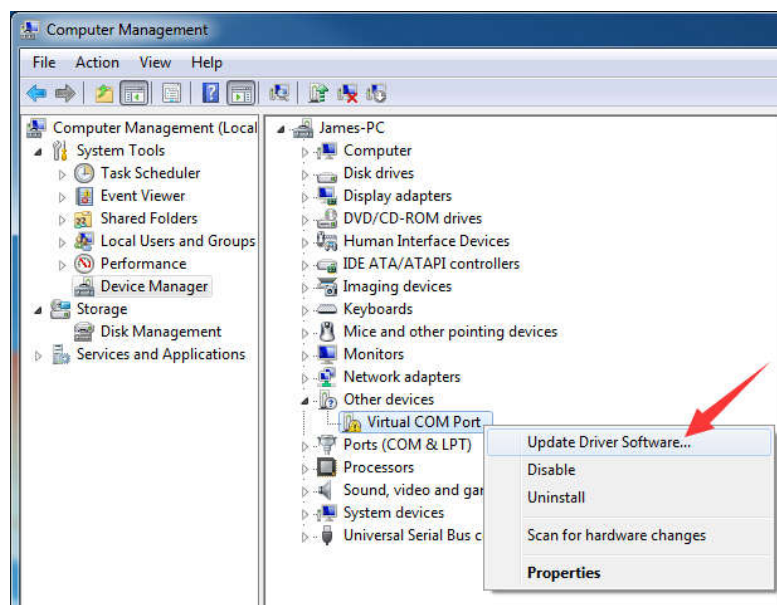 Computer Management
File Action View Help
Computer Management (Local
System Tools
Task Scheduler
Event Viewer
Shared Folders
Local Users and Groups
Performance
Device Manager
Storage
Disk Management
Services and Applications
James-PC
Computer
Disk drives
Display adapters
DVD/CD-ROM drives
Human Interface Devices
IDE ATA/ATAPI controllers
Imaging devices
Keyboards
Mice and other pointing devices
Monitors
Network adapters
Other devices
Virtual COM Port
Ports (COM & LPT)
Processors
Sound, video and gar
System devices
Universal Serial Bus c
Update Driver Software...
Disable
Uninstall
Scan for hardware changes
Properties